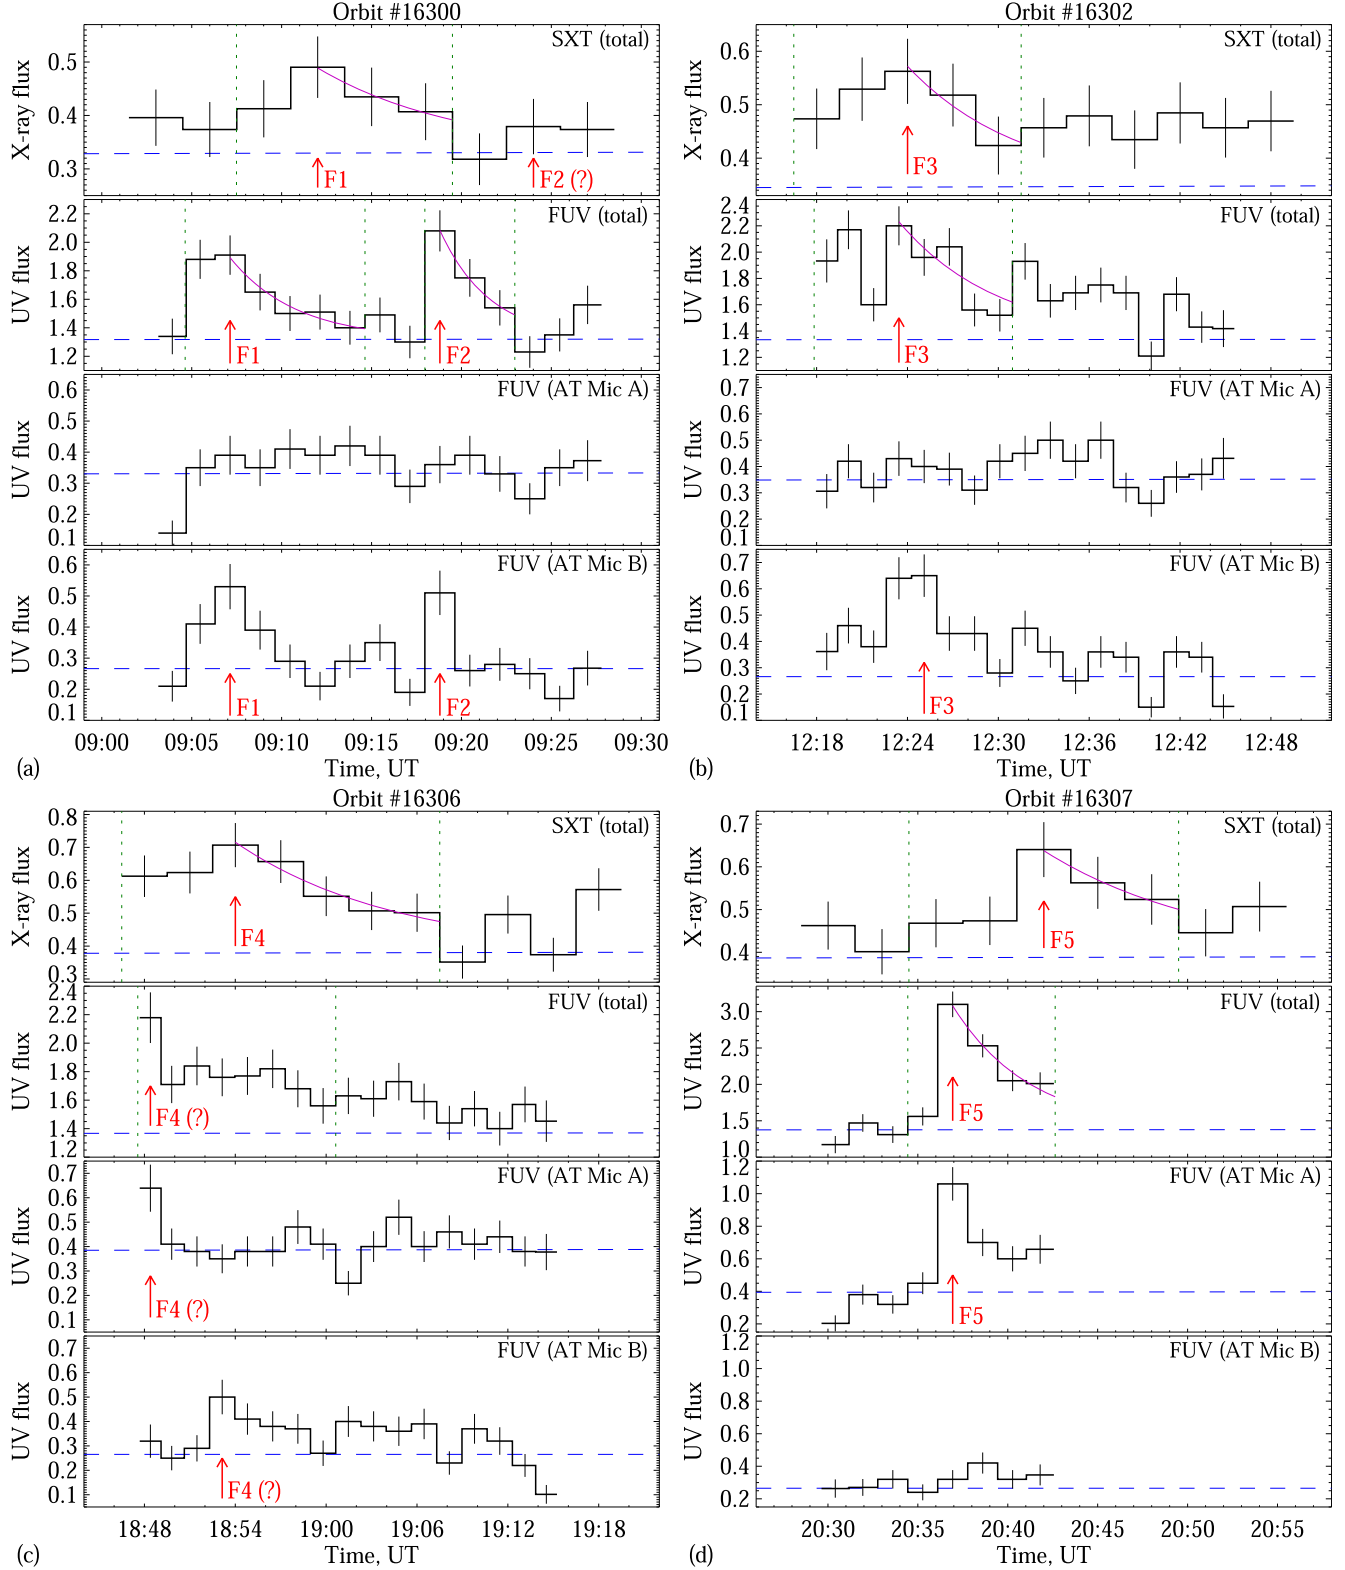 Orbit #16300
SXT (total)
X-ray flux
0.5
0.4
0.3
F1
F2 (?)
FUV (total)
UV flux
2.2
2.0
1.8
1.6
1.4
1.2
F1
F2
FUV (AT Mic A)
UV flux
0.6
0.5
0.4
0.3
0.2
0.1
FUV (AT Mic B)
UV flux
0.6
0.5
0.4
0.3
0.2
0.1
F1
F2
09:00 09:05 09:10 09:15 09:20 09:25 09:30
(a)
Time, UT
Orbit #16302
SXT (total)
X-ray flux
0.6
0.5
0.4
F3
FUV (total)
UV flux
2.4
2.2
2.0
1.8
1.6
1.4
1.2
F3
FUV (AT Mic A)
UV flux
0.7
0.6
0.5
0.4
0.3
0.2
0.1
FUV (AT Mic B)
UV flux
0.7
0.6
0.5
0.4
0.3
0.2
0.1
F3
12:18 12:24 12:30 12:36 12:42 12:48
(b)
Time, UT
Orbit #16306
SXT (total)
X-ray flux
0.8
0.7
0.6
0.5
0.4
0.3
F4
FUV (total)
UV flux
2.4
2.2
2.0
1.8
1.6
1.4
1.2
F4 (?)
FUV (AT Mic A)
UV flux
0.7
0.6
0.5
0.4
0.3
0.2
0.1
F4 (?)
FUV (AT Mic B)
UV flux
0.7
0.6
0.5
0.4
0.3
0.2
0.1
F4 (?)
18:48 18:54 19:00 19:06 19:12 19:18
(c)
Time, UT
Orbit #16307
SXT (total)
X-ray flux
0.7
0.6
0.5
0.4
F5
FUV (total)
UV flux
3.0
2.5
2.0
1.5
1.0
F5
FUV (AT Mic A)
UV flux
1.2
1.0
0.8
0.6
0.4
0.2
F5
FUV (AT Mic B)
UV flux
1.2
1.0
0.8
0.6
0.4
0.2
20:30 20:35 20:40 20:45 20:50 20:55
(d)
Time, UT